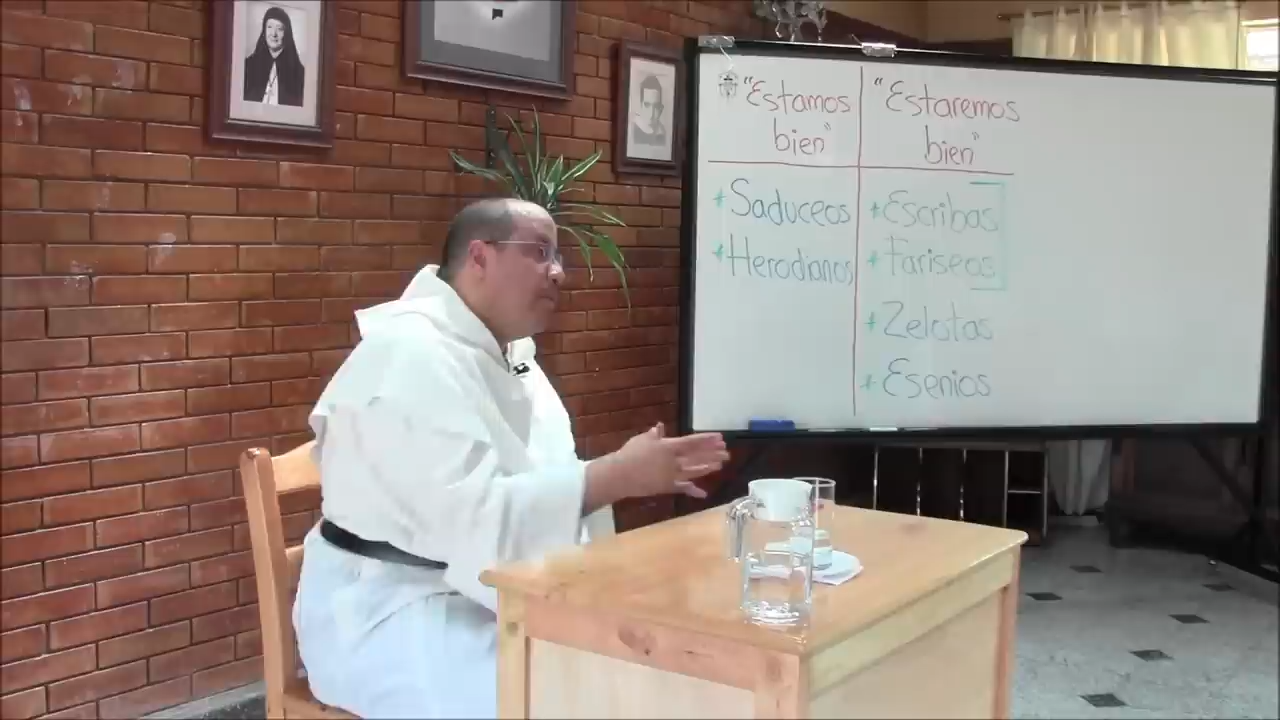 "Estamos
bien"
"Estaremos
bien"
+Saduceos
+Herodianos
+Escribas
+Fariseos
+Zelotas
+Esenios